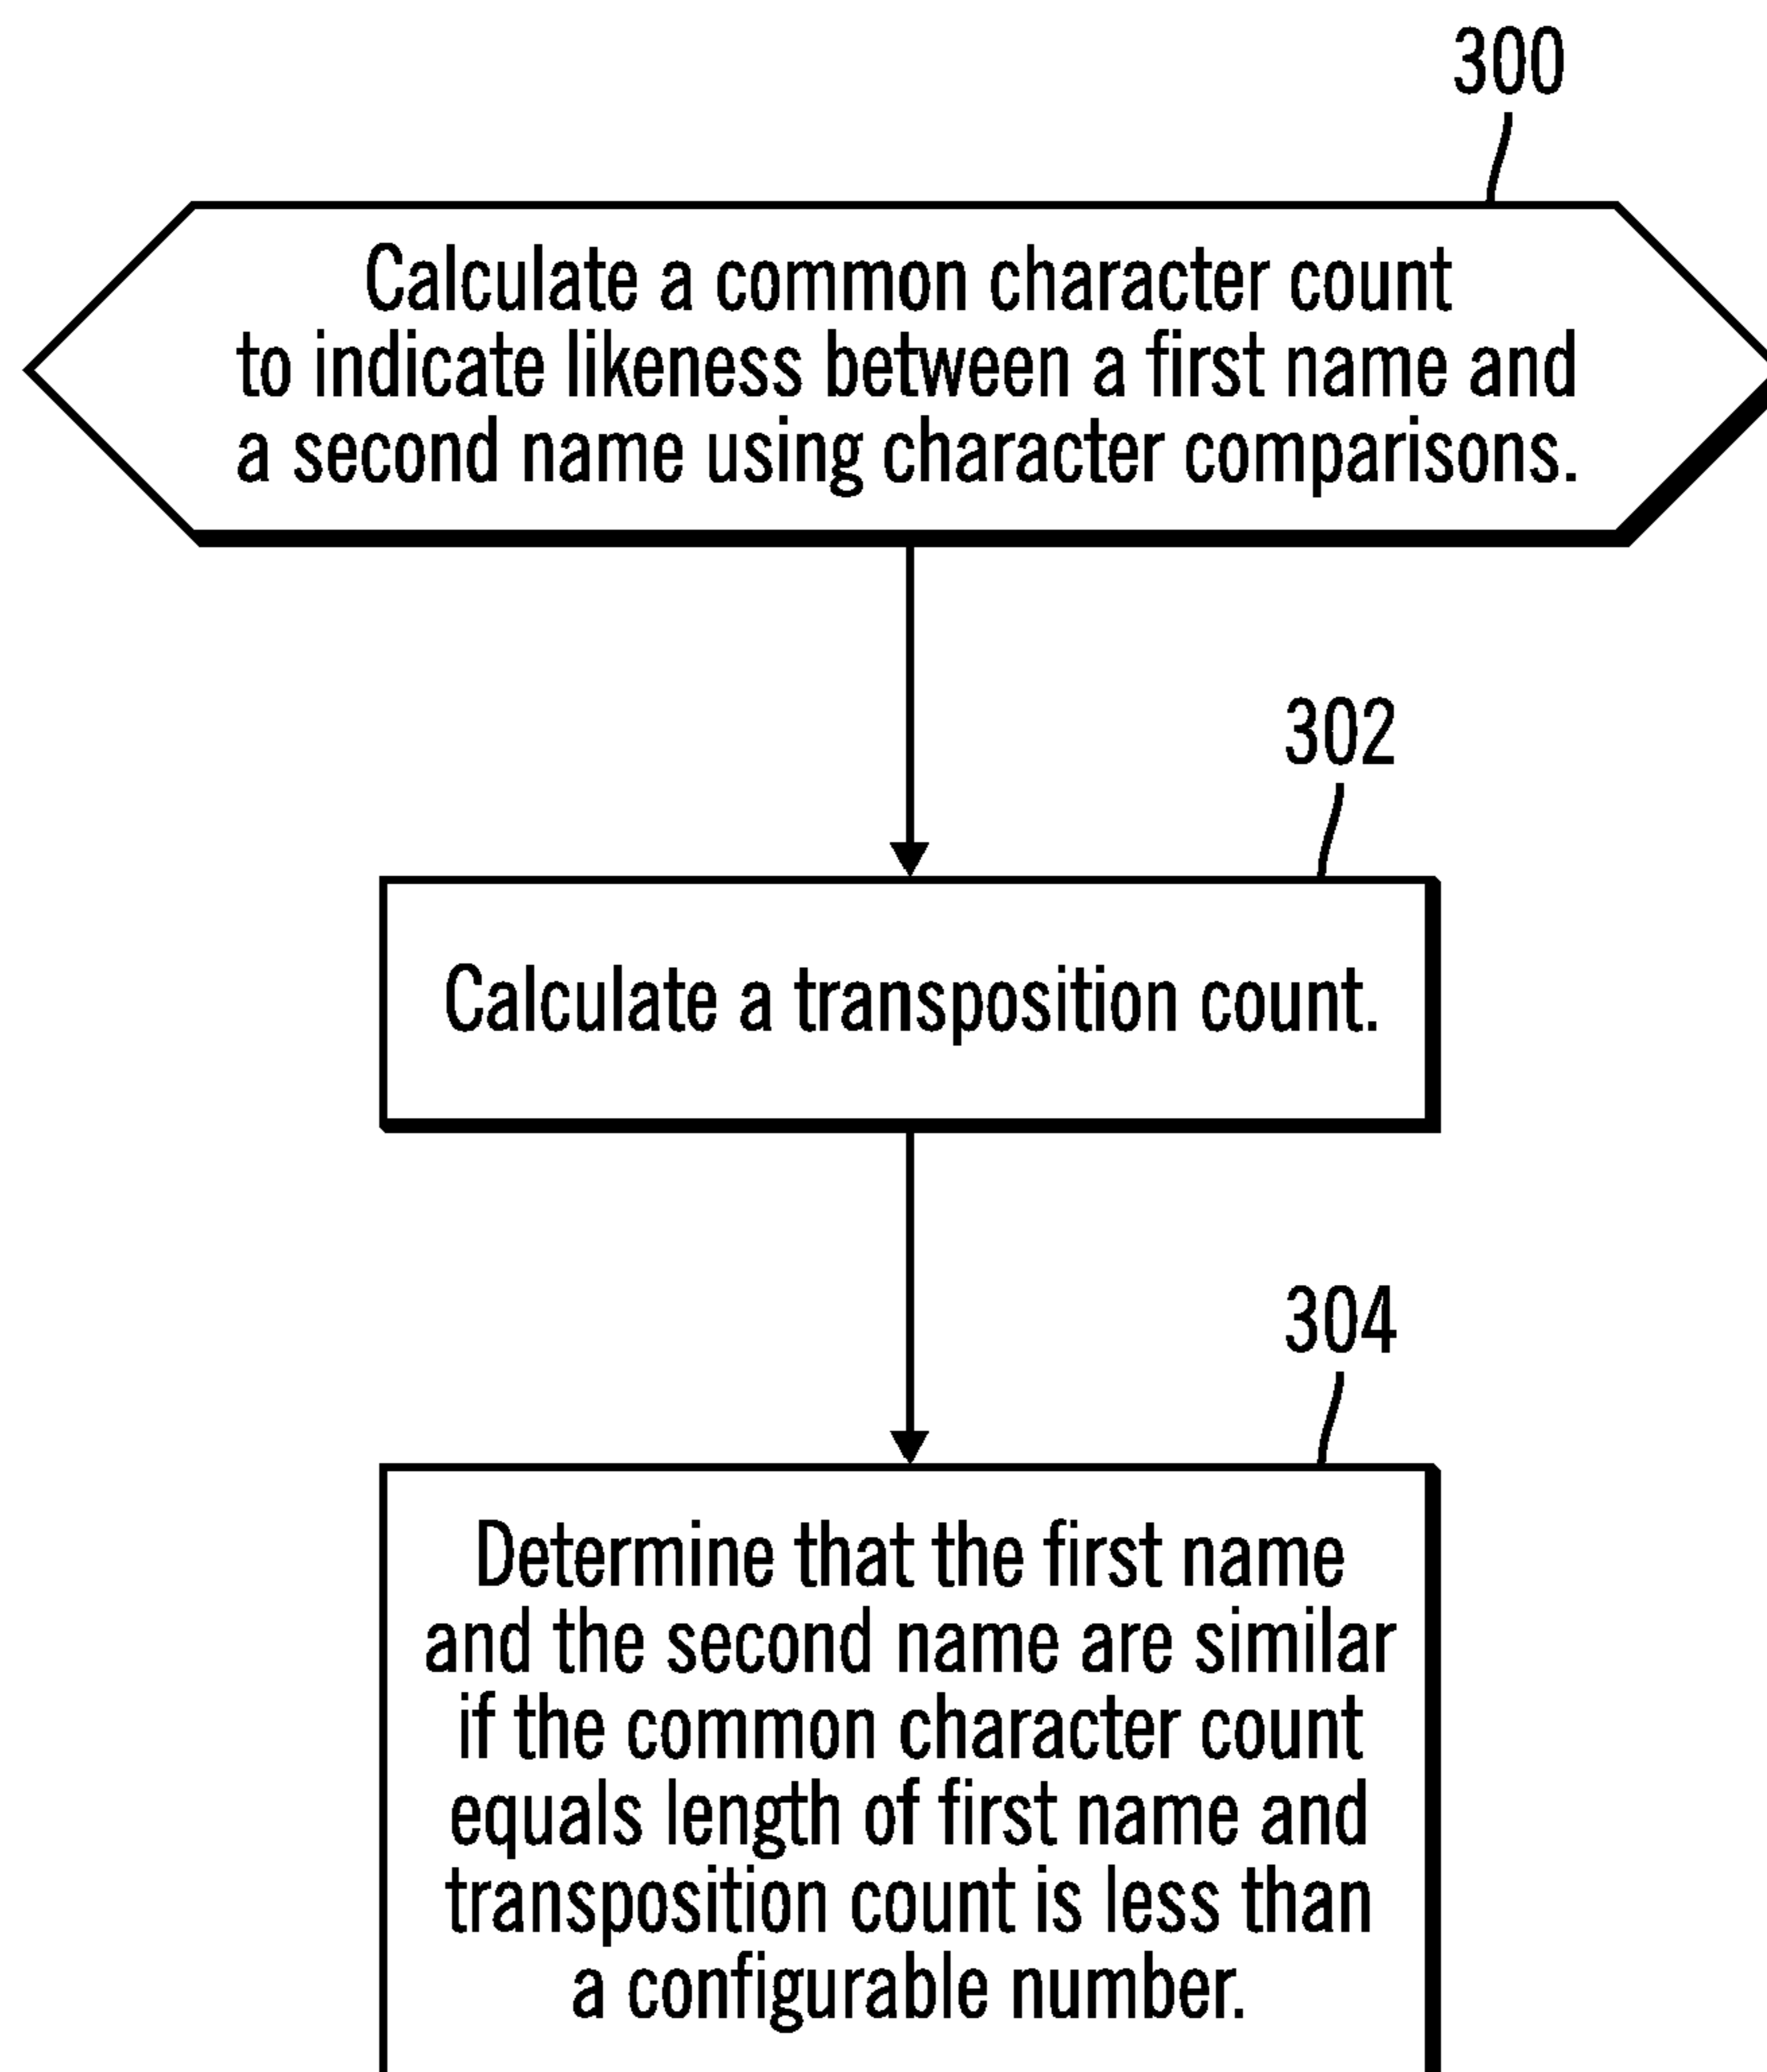 300
Calculate a common character count
to indicate likeness between a first name and
a second name using character comparisons.
302
Calculate a transposition count.
304
Determine that the first name
and the second name are similar
if the common character count
equals length of first name and
transposition count is less than
a configurable number.